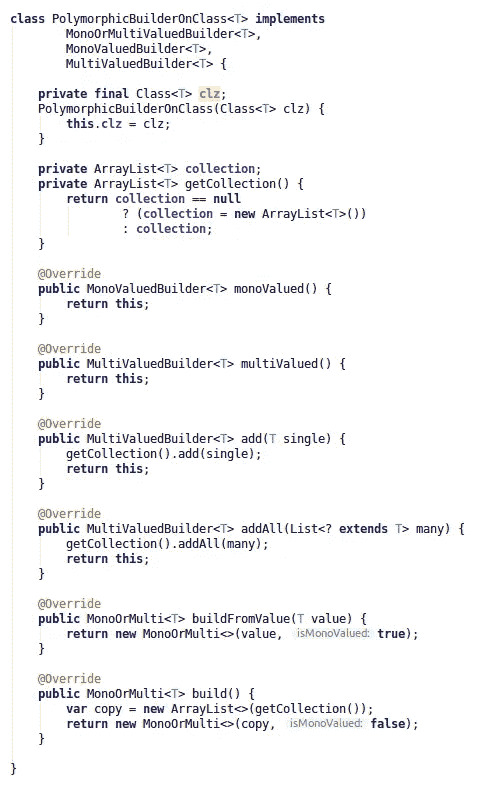 class PolymorphicBuilderOnClass<T> implements
        MonoOrMultiValuedBuilder<T>,
        MonoValuedBuilder<T>,
        MultiValuedBuilder<T> {

    private final Class<T> clz;
    PolymorphicBuilderOnClass(Class<T> clz) {
        this.clz = clz;
    }

    private ArrayList<T> collection;
    private ArrayList<T> getCollection() {
        return collection == null
                ? (collection = new ArrayList<T>())
                : collection;
    }

    @Override
    public MonoValuedBuilder<T> monoValued() {
        return this;
    }

    @Override
    public MultiValuedBuilder<T> multiValued() {
        return this;
    }

    @Override
    public MultiValuedBuilder<T> add(T single) {
        getCollection().add(single);
        return this;
    }

    @Override
    public MultiValuedBuilder<T> addAll(List<? extends T> many) {
        getCollection().addAll(many);
        return this;
    }

    @Override
    public MonoOrMulti<T> buildFromValue(T value) {
        return new MonoOrMulti<>(value, isMonoValued: true);
    }

    @Override
    public MonoOrMulti<T> build() {
        var copy = new ArrayList<>(getCollection());
        return new MonoOrMulti<>(copy, isMonoValued: false);
    }

}